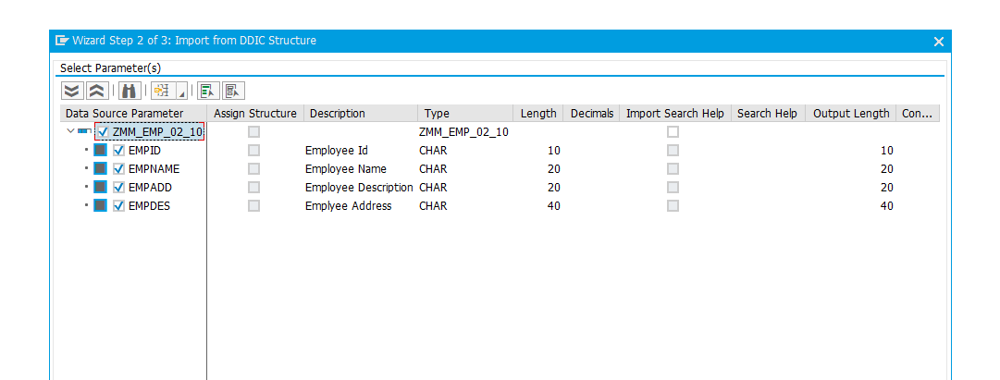 Wizard Step 2 of 3: Import from DDIC Structure
Select Parameter(s)
Data Source Parameter Assign Structure Description Type Length Decimals Import Search Help Search Help Output Length Con...
ZMM_EMP_02_10 ZMM_EMP_02_10
EMPID Employee Id CHAR 10 10
EMPNAME Employee Name CHAR 20 20
EMPADD Employee Description CHAR 20 20
EMPDES Emplyee Address CHAR 40 40